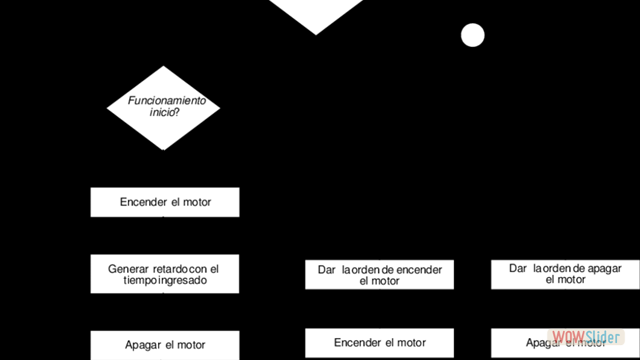 Funcionamiento
inicio?
Encender el motor
Generar retardo con el
tiempo ingresado
Dar la orden de encender
el motor
Dar la orden de apagar
el motor
Apagar el motor
Encender el motor
Apagar el motor
WOWSlider